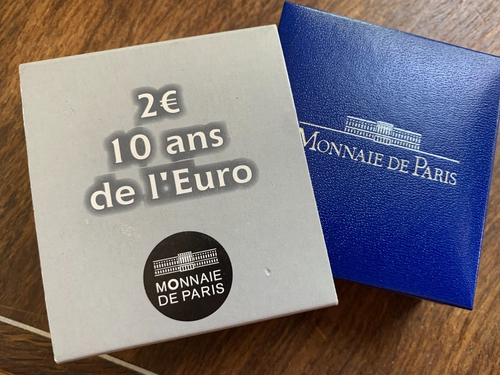 2€
10 ans
de l'Euro
MONNAIE
DE PARIS
MONNAIE DE PARIS